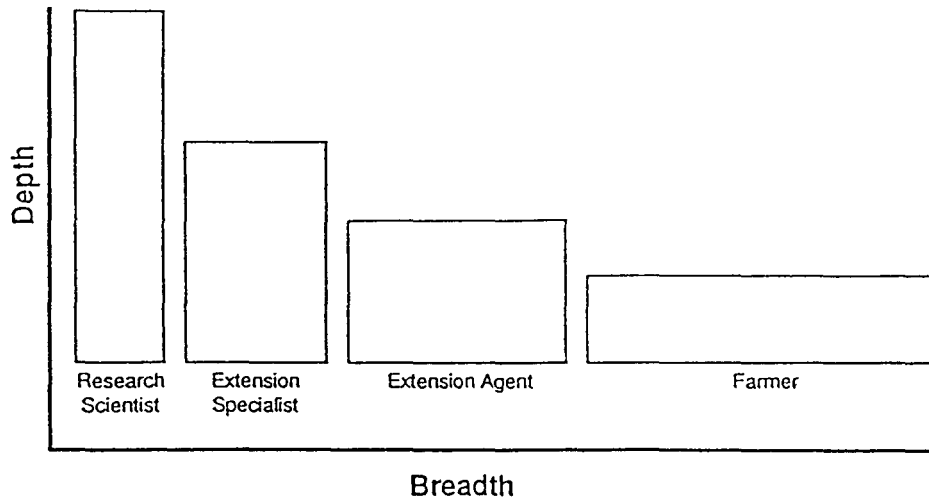 Depth
Research
Scientist
Extension
Specialist
Extension Agent
Farmer
Breadth